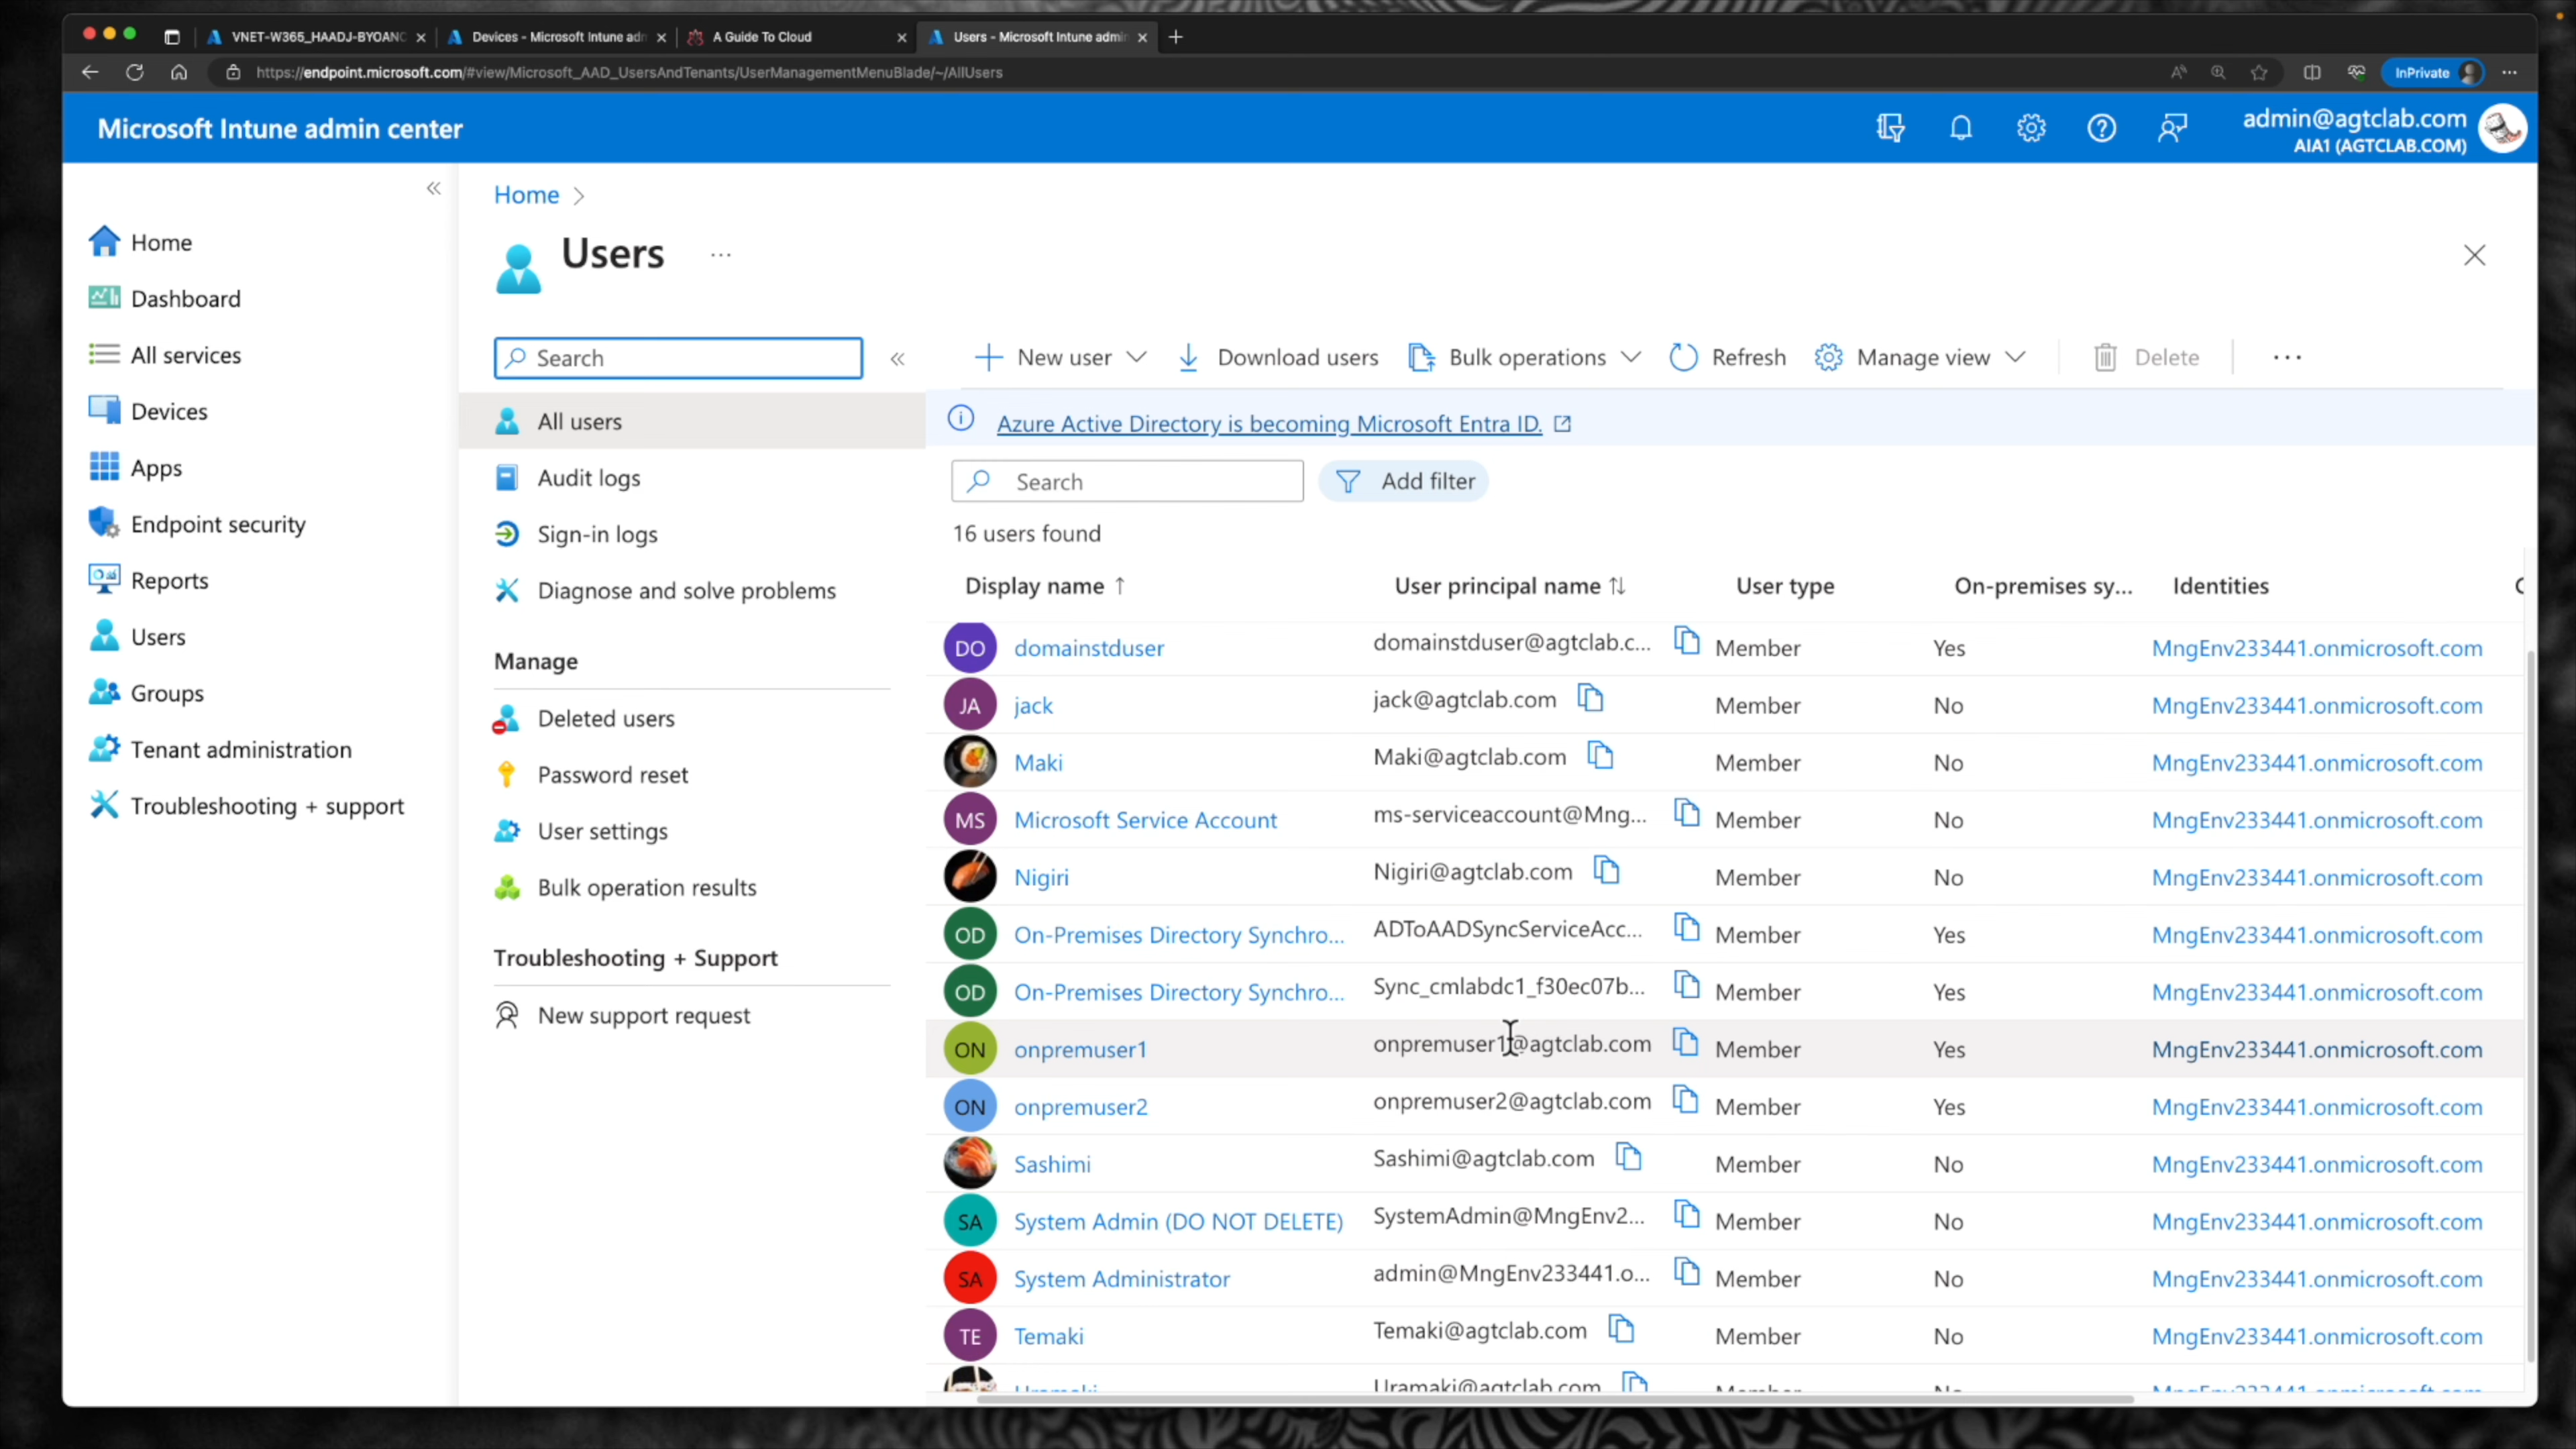 VNET-W365_HAADJ-BYOANC
Devices - Microsoft Intune adn
A Guide To Cloud
Users - Microsoft Intune admi
https://endpoint.microsoft.com/#view/Microsoft_AAD_UsersAndTenants/UserManagementMenuBlade/~/AllUsers
InPrivate
Microsoft Intune admin center
admin@agtclab.com
AIA1 (AGTCLAB.COM)
Home
Dashboard
All services
Devices
Apps
Endpoint security
Reports
Users
Groups
Tenant administration
Troubleshooting + support
Home >
Users ...
Search
All users
Audit logs
Sign-in logs
Diagnose and solve problems
Manage
Deleted users
Password reset
User settings
Bulk operation results
Troubleshooting + Support
New support request
New user Download users Bulk operations Refresh Manage view Delete ...
Azure Active Directory is becoming Microsoft Entra ID.
Search Add filter
16 users found
Display name ↑ User principal name ↑↓ User type On-premises sy... Identities
DO domainstduser domainstduser@agtclab.c... Member Yes MngEnv233441.onmicrosoft.com
JA jack jack@agtclab.com Member No MngEnv233441.onmicrosoft.com
Maki Maki@agtclab.com Member No MngEnv233441.onmicrosoft.com
MS Microsoft Service Account ms-serviceaccount@Mng... Member No MngEnv233441.onmicrosoft.com
Nigiri Nigiri@agtclab.com Member No MngEnv233441.onmicrosoft.com
OD On-Premises Directory Synchro... ADToAADSyncServiceAcc... Member Yes MngEnv233441.onmicrosoft.com
OD On-Premises Directory Synchro... Sync_cmlabdc1_f30ec07b... Member Yes MngEnv233441.onmicrosoft.com
ON onpremuser1 onpremuser1@agtclab.com Member Yes MngEnv233441.onmicrosoft.com
ON onpremuser2 onpremuser2@agtclab.com Member Yes MngEnv233441.onmicrosoft.com
Sashimi Sashimi@agtclab.com Member No MngEnv233441.onmicrosoft.com
SA System Admin (DO NOT DELETE) SystemAdmin@MngEnv2... Member No MngEnv233441.onmicrosoft.com
SA System Administrator admin@MngEnv233441.o... Member No MngEnv233441.onmicrosoft.com
TE Temaki Temaki@agtclab.com Member No MngEnv233441.onmicrosoft.com
Uramaki Uramaki@agtclab.com